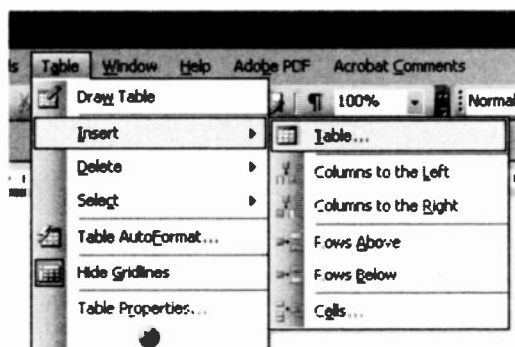 Table Window Help Adobe PDF Acrobat Comments
Draw Table
100%
Normal
Insert
Delete
Select
Table AutoFormat...
Hide Gridlines
Table Properties...
Table...
Columns to the Left
Columns to the Right
Rows Above
Rows Below
Cells...